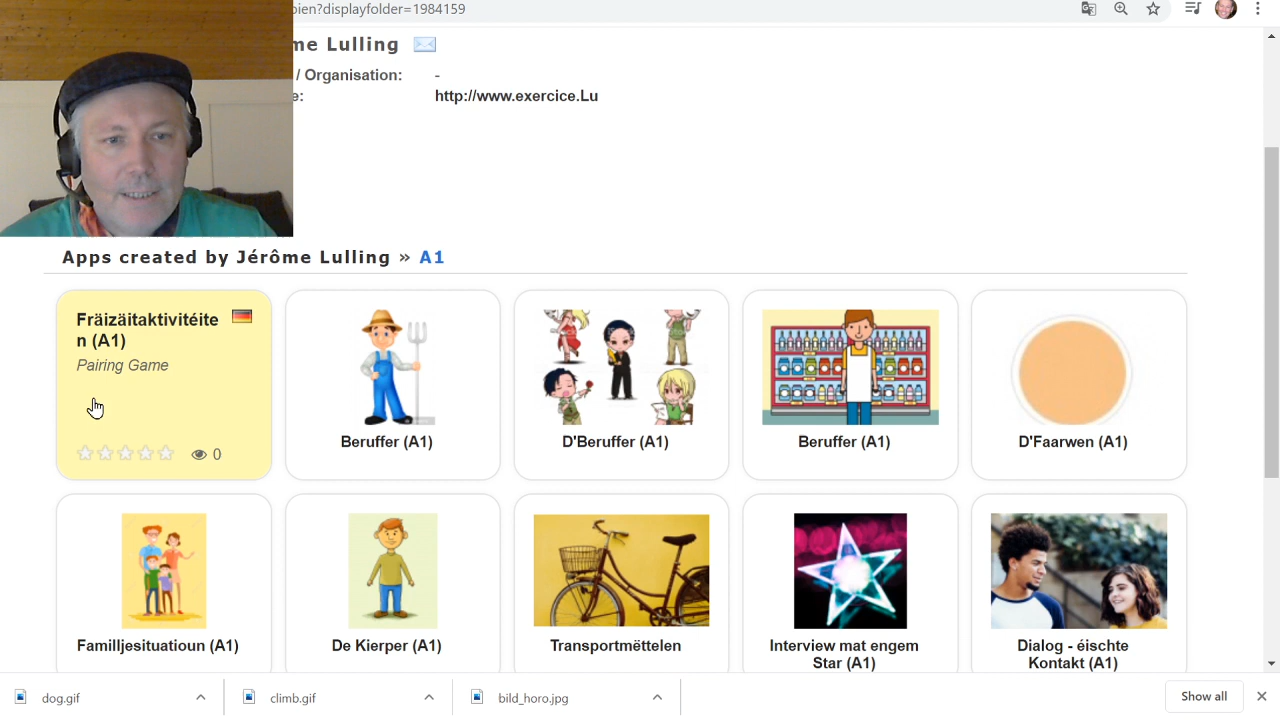 pien?displayfolder=1984159
me Lulling
/ Organisation: -
e: http://www.exercice.Lu
Apps created by Jérôme Lulling » A1
Fräizäitaktivitéite
n (A1)
Pairing Game
0
Beruffer (A1)
D'Beruffer (A1)
Beruffer (A1)
D'Faarwen (A1)
Familljesituatioun (A1)
De Kierper (A1)
Transportmëttelen
Interview mat engem
Star (A1)
Dialog - éischte
Kontakt (A1)
dog.gif
climb.gif
bild_horo.jpg
Show all